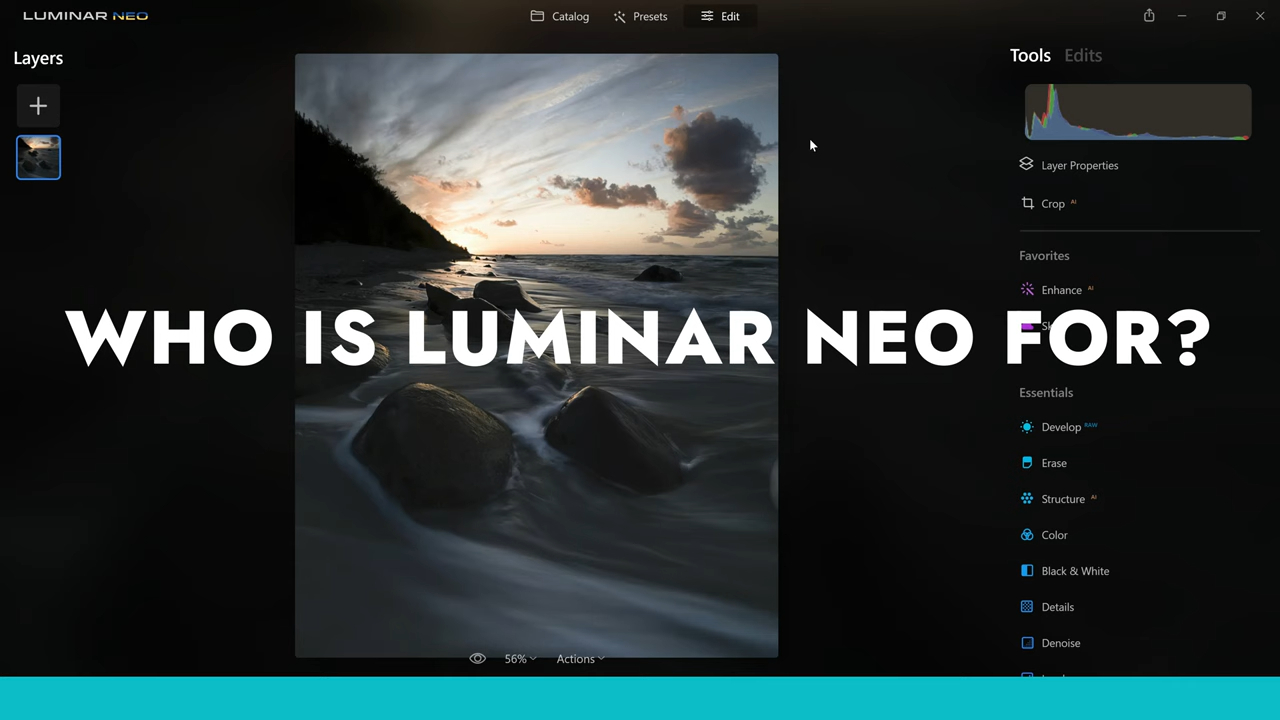 LUMINAR NEO
Catalog
Presets
Edit
Layers
Tools
Edits
Layer Properties
Crop AI
Favorites
Enhance AI
WHO IS LUMINAR NEO FOR?
Essentials
Develop RAW
Erase
Structure AI
Color
Black & White
Details
Denoise
56%
Actions